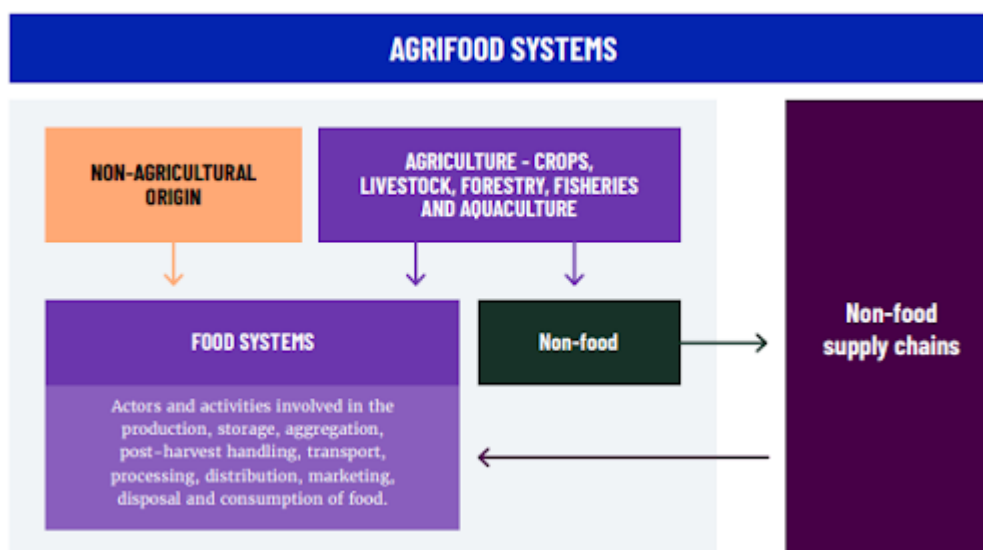 AGRIFOOD SYSTEMS
NON-AGRICULTURAL
ORIGIN
AGRICULTURE - CROPS,
LIVESTOCK, FORESTRY, FISHERIES
AND AQUACULTURE
FOOD SYSTEMS
Actors and activities involved in the
production, storage, aggregation,
post-harvest handling, transport,
processing, distribution, marketing,
disposal and consumption of food.
Non-food
Non-food
supply chains